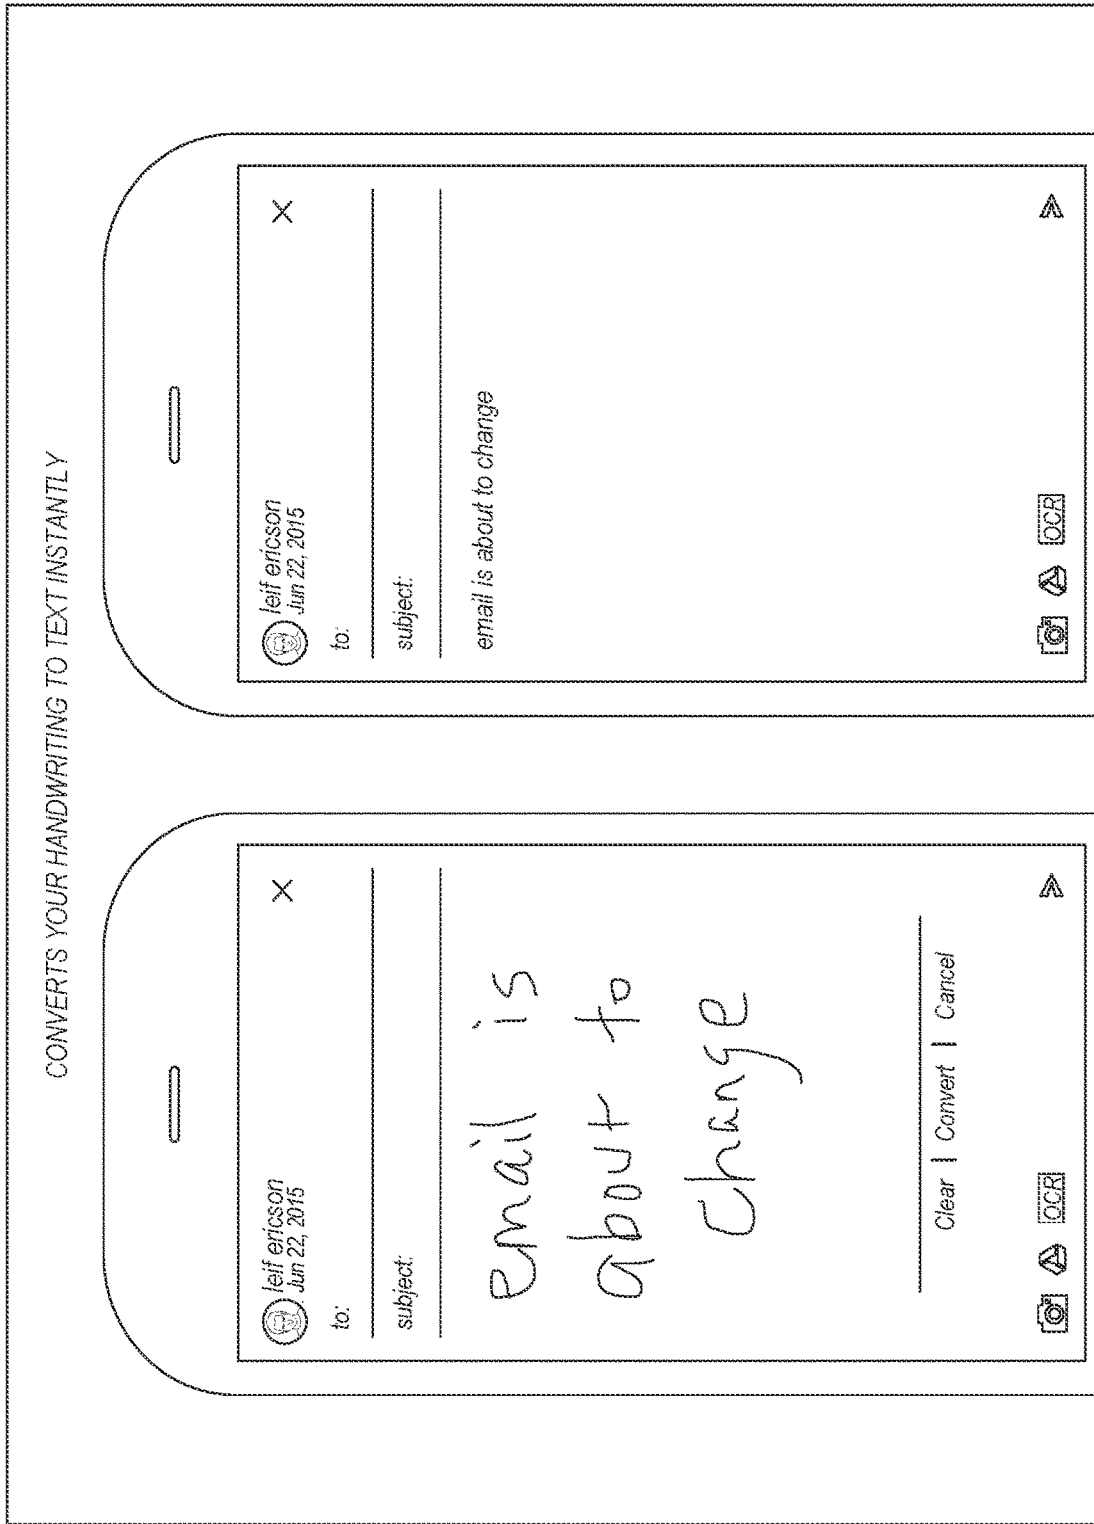 CONVERTS YOUR HANDWRITING TO TEXT INSTANTLY
leif ericson
Jun 22, 2015
X
to:
subject:
email is
about to
change
Clear | Convert | Cancel
OCR
leif ericson
Jun 22, 2015
X
to:
subject:
email is about to change
OCR